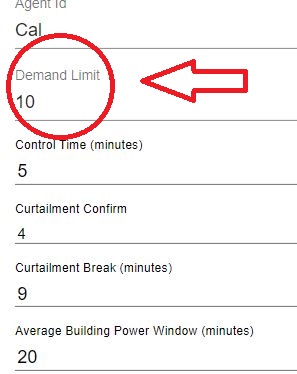 Agent Id
Cal
Demand Limit
10
Control Time (minutes)
5
Curtailment Confirm
4
Curtailment Break (minutes)
9
Average Building Power Window (minutes)
20